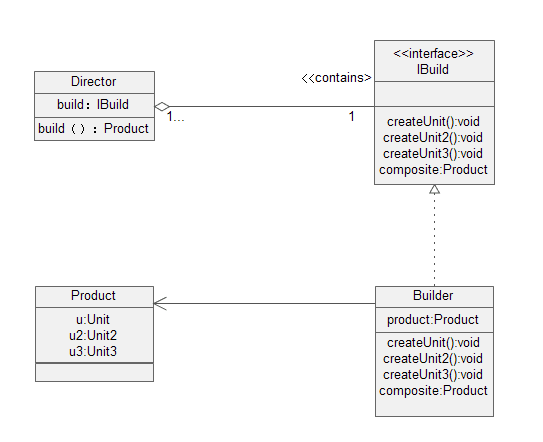 Director
build：IBuild
build（）：Product
1...
<<contains>
1
<<interface>>
IBuild
createUnit():void
createUnit2():void
createUnit3():void
composite:Product
Product
u:Unit
u2:Unit2
u3:Unit3
Builder
product:Product
createUnit():void
createUnit2():void
createUnit3():void
composite:Product